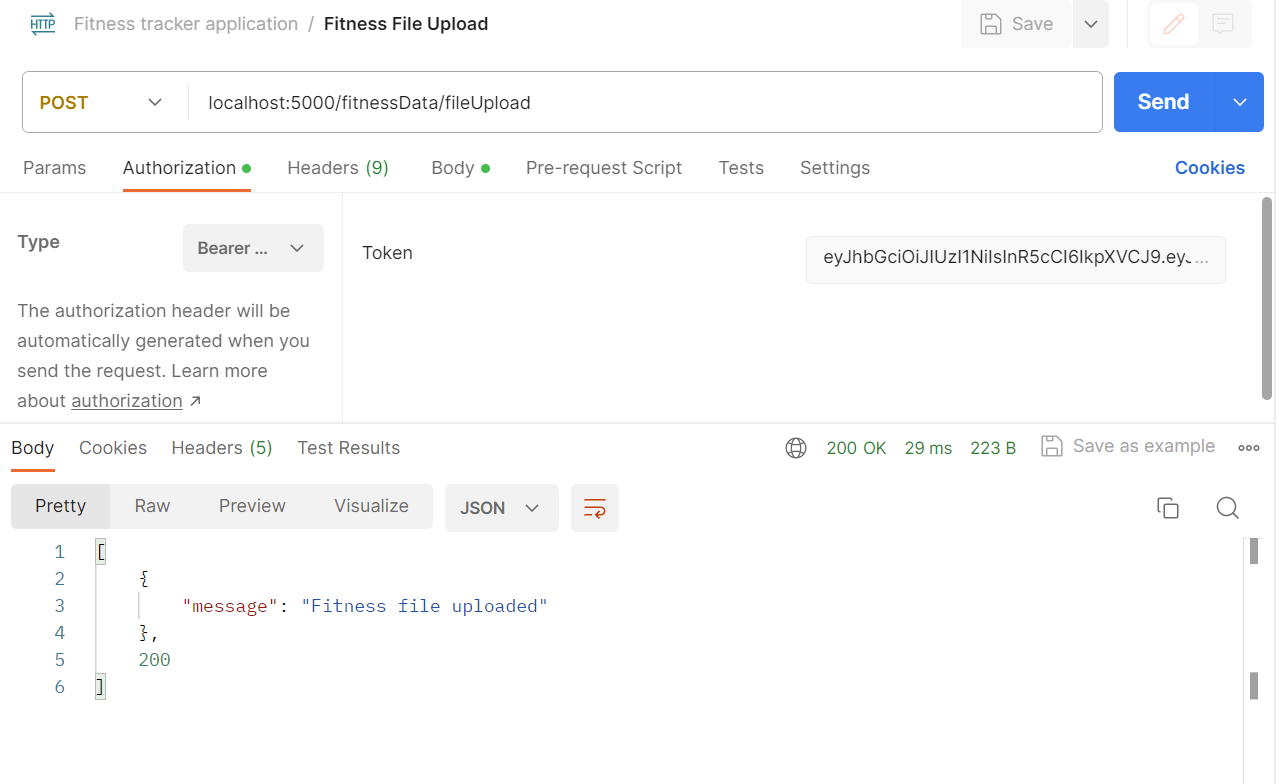 HTTP Fitness tracker application / Fitness File Upload Save
POST localhost:5000/fitnessData/fileUpload Send
Params Authorization Headers (9) Body Pre-request Script Tests Settings Cookies
Type Bearer ... Token eyJhbGciOiJIUzI1NiIsInR5cCI6IkpXVCJ9.eyJ...
The authorization header will be
automatically generated when you
send the request. Learn more
about authorization ↗
Body Cookies Headers (5) Test Results 200 OK 29 ms 223 B Save as example
Pretty Raw Preview Visualize JSON
1 [
2 {
3 "message": "Fitness file uploaded"
4 },
5 200
6 ]